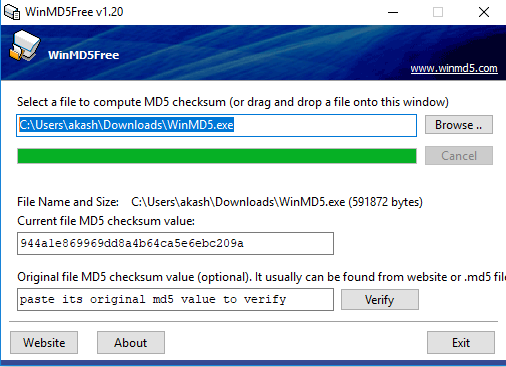 WinMD5Free v1.20
WinMD5Free
www.winmd5.com
Select a file to compute MD5 checksum (or drag and drop a file onto this window)
C:\Users\akash\Downloads\WinMD5.exe
Browse ..
Cancel
File Name and Size: C:\Users\akash\Downloads\WinMD5.exe (591872 bytes)
Current file MD5 checksum value:
944a1e869969dd8a4b64ca5e6ebc209a
Original file MD5 checksum value (optional). It usually can be found from website or .md5 file
paste its original md5 value to verify
Verify
Website
About
Exit